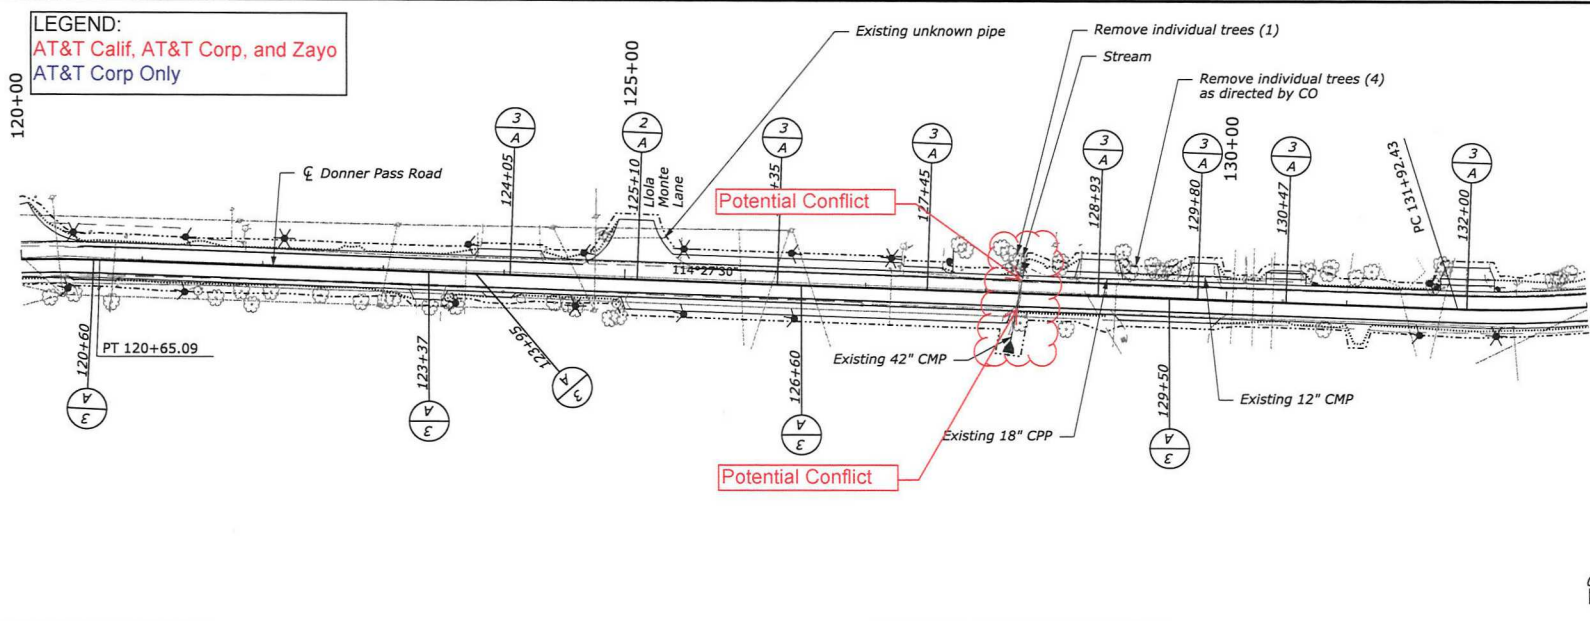 LEGEND:
AT&T Calif, AT&T Corp, and Zayo
AT&T Corp Only
120+00
125+00
130+00
Existing unknown pipe
Remove individual trees (1)
Stream
Remove individual trees (4)
as directed by CO
℄ Donner Pass Road
3
A
124+05
2
A
125+10
Llola
Monte
Lane
3
A
+35
3
A
127+45
3
A
128+93
3
A
129+80
3
A
130+47
PC 131+92.43
3
A
132+00
Potential Conflict
114°27'30"
120+60
3
A
PT 120+65.09
123+37
3
A
123+95
3
A
126+60
3
A
Existing 42" CMP
Existing 18" CPP
129+50
3
A
Existing 12" CMP
Potential Conflict